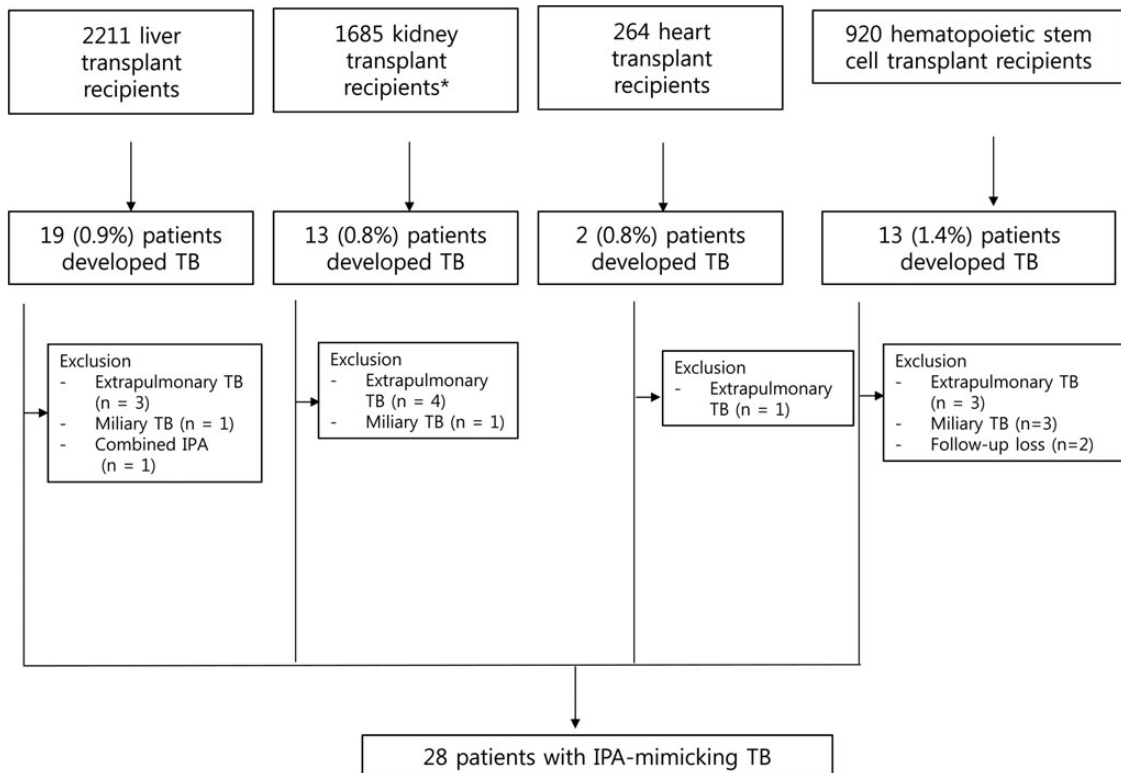 2211 liver
transplant
recipients
1685 kidney
transplant
recipients*
264 heart
transplant
recipients
920 hematopoietic stem
cell transplant recipients
19 (0.9%) patients
developed TB
13 (0.8%) patients
developed TB
2 (0.8%) patients
developed TB
13 (1.4%) patients
developed TB
Exclusion
- Extrapulmonary TB
(n = 3)
- Miliary TB (n = 1)
- Combined IPA
(n = 1)
Exclusion
- Extrapulmonary
TB (n = 4)
- Miliary TB (n = 1)
Exclusion
- Extrapulmonary
TB (n = 1)
Exclusion
- Extrapulmonary TB
(n = 3)
- Miliary TB (n=3)
- Follow-up loss (n=2)
28 patients with IPA-mimicking TB